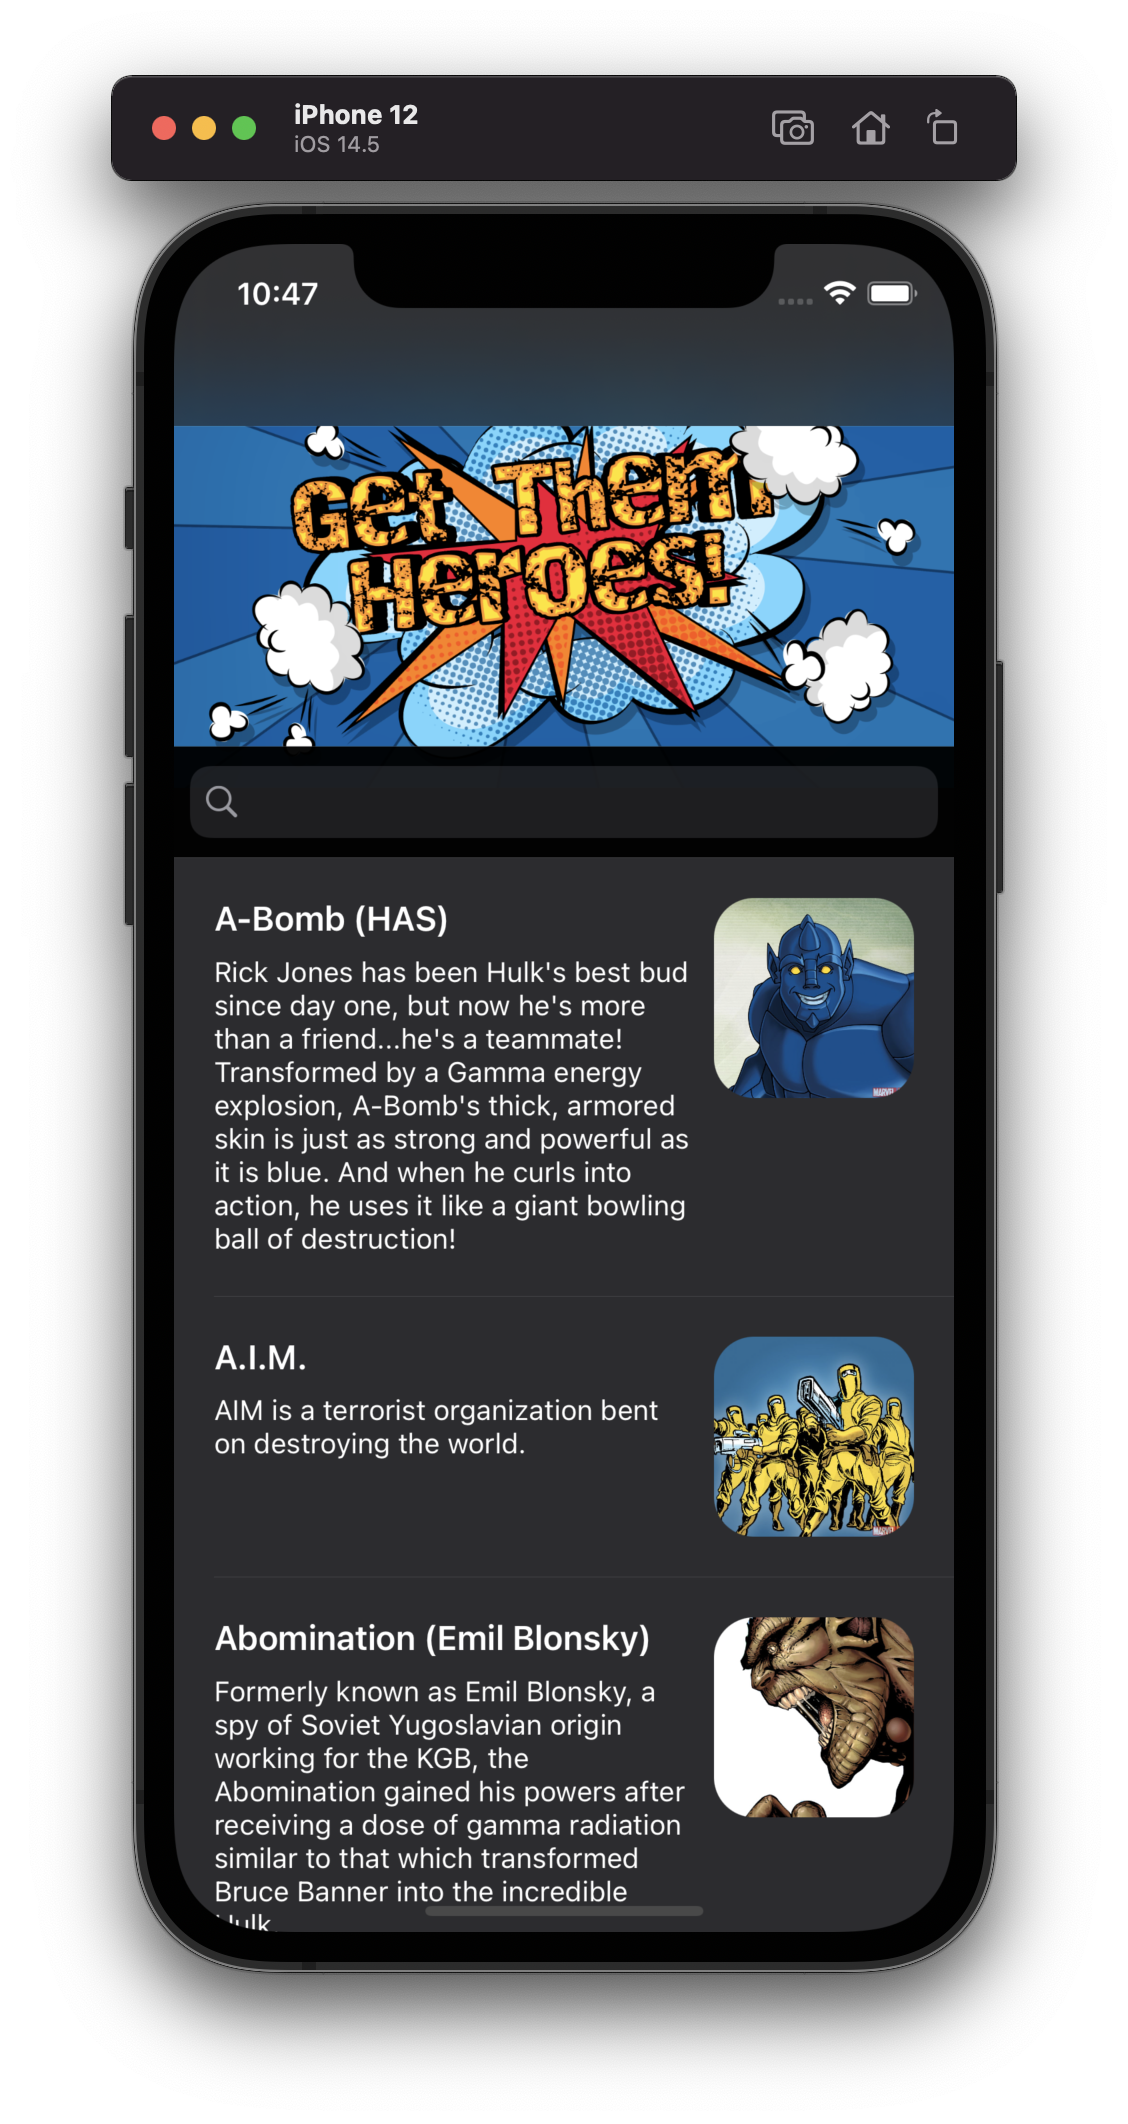 iPhone 12
iOS 14.5
10:47
Get Them
Heroes!
A-Bomb (HAS)
Rick Jones has been Hulk's best bud
since day one, but now he's more
than a friend...he's a teammate!
Transformed by a Gamma energy
explosion, A-Bomb's thick, armored
skin is just as strong and powerful as
it is blue. And when he curls into
action, he uses it like a giant bowling
ball of destruction!
MARVEL
A.I.M.
AIM is a terrorist organization bent
on destroying the world.
MARVEL
Abomination (Emil Blonsky)
Formerly known as Emil Blonsky, a
spy of Soviet Yugoslavian origin
working for the KGB, the
Abomination gained his powers after
receiving a dose of gamma radiation
similar to that which transformed
Bruce Banner into the incredible
Hulk.